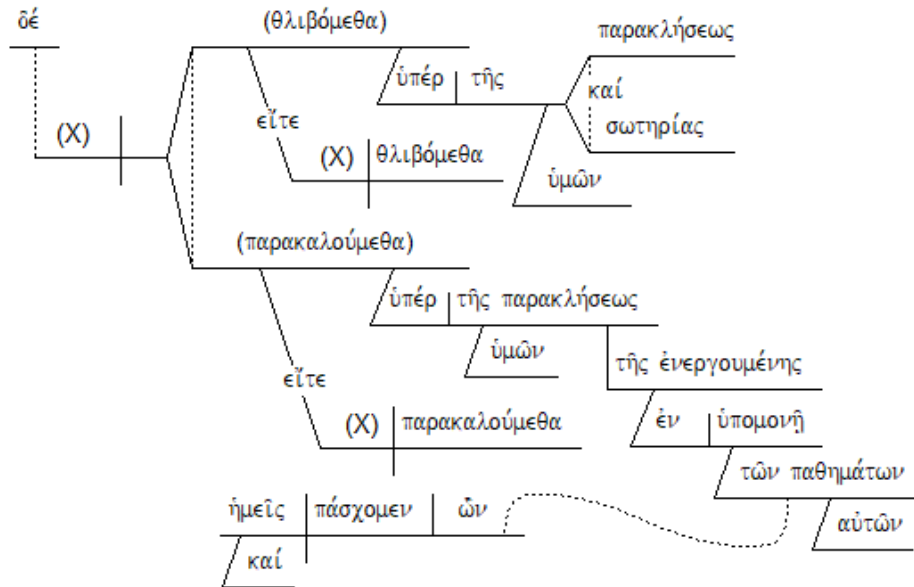 δέ
(θλιβόμεθα)
παρακλήσεως
ὑπέρ τῆς
καί
εἴτε
σωτηρίας
(X)
(X) θλιβόμεθα
ὑμῶν
(παρακαλούμεθα)
ὑπέρ τῆς παρακλήσεως
ὑμῶν
τῆς ἐνεργουμένης
εἴτε
(X) παρακαλούμεθα
ἐν ὑπομονῇ
τῶν παθημάτων
ἡμεῖς πάσχομεν ὧν
αὐτῶν
καί